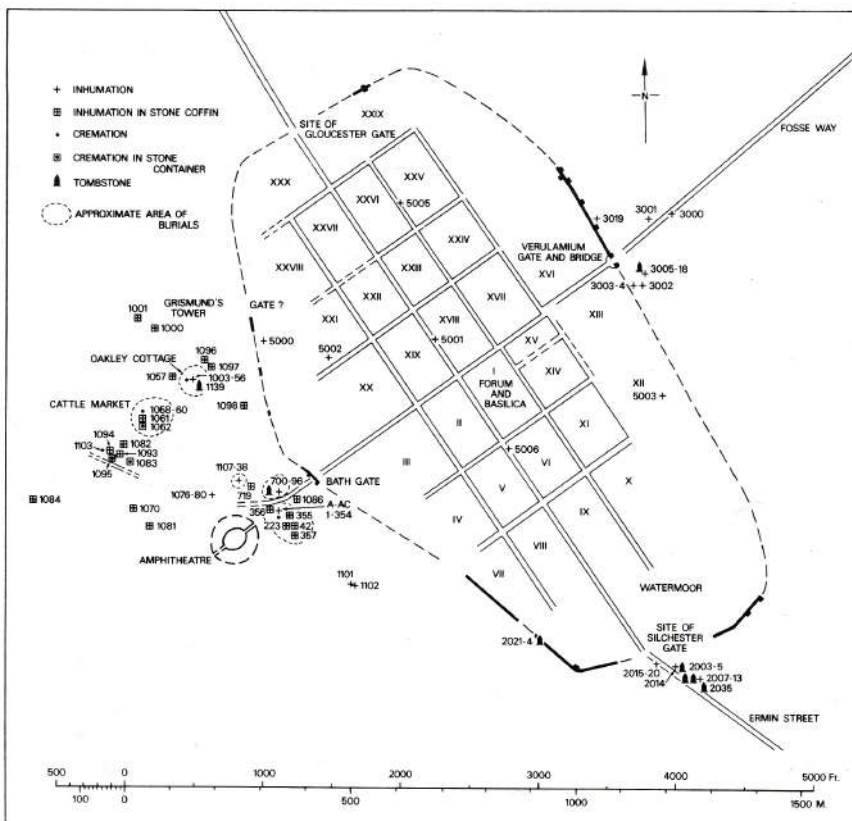 INHUMATION
INHUMATION IN STONE COFFIN
CREMATION
CREMATION IN STONE
CONTAINER
TOMBSTONE
APPROXIMATE AREA OF
BURIALS
N
FOSSE WAY
XXIX
SITE OF
GLOUCESTER GATE
XXX
XXV
XXVI
5005
XXVII
XXIV
XXVIII
XXIII
3019
3001
3000
VERULAMIUM
GATE AND BRIDGE
XVI
3005-18
3003-4
3002
GRISMUND'S
TOWER
1001
1000
GATE ?
XXII
XVII
XIII
XXI
XVIII
5000
5002
5001
XV
OAKLEY COTTAGE
1096
1097
1057
1003-56
1139
XIX
XX
I
FORUM
AND
BASILICA
XIV
XII
5003
CATTLE MARKET
1058-60
1061
1062
1098
II
XI
1094
1082
1103
1093
1083
1095
III
5006
VI
1107-38
700-96
BATH GATE
V
X
1084
1076-80
719
1086
1070
356
A-AC
1-354
355
IV
IX
1081
223
42
357
VIII
AMPHITHEATRE
VII
1101
1102
WATERMOOR
SITE OF
SILCHESTER
GATE
2021-4
2015-20
2003-5
2014
2007-13
2035
ERMIN STREET
500 0 1000 2000 3000 4000 5000 Ft.
100 0 500 1000 1500 M.